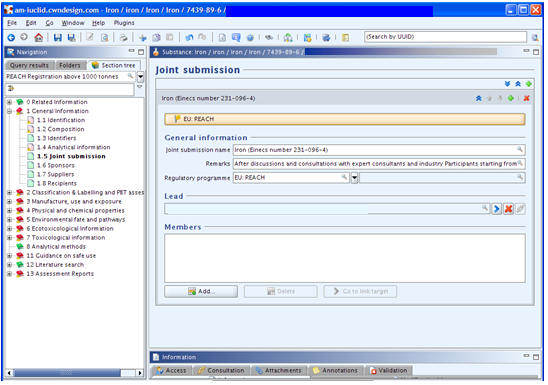 am-iuclid.cwndesign.com - Iron / iron / Iron / Iron / 7439-89-6 /
File Edit Go Window Help Plugins
(Search by UUID)
Navigation
Query results Folders Section tree
REACH Registration above 1000 tonnes
0 Related Information
1 General Information
1.1 Identification
1.2 Composition
1.3 Identifiers
1.4 Analytical information
1.5 Joint submission
1.6 Sponsors
1.7 Suppliers
1.8 Recipients
2 Classification & Labelling and PBT asses
3 Manufacture, use and exposure
4 Physical and chemical properties
5 Environmental fate and pathways
6 Ecotoxicological Information
7 Toxicological information
8 Analytical methods
11 Guidance on safe use
12 Literature search
13 Assessment Reports
Substance: Iron / iron / Iron / Iron / 7439-89-6 /
Joint submission
Iron (Einecs number 231-096-4)
EU: REACH
General information
Joint submission name Iron (Einecs number 231-096-4)
Remarks After discussions and consultations with expert consultants and industry Participants starting from
Regulatory programme EU: REACH
Lead
Members
Add... Delete Go to link target
Information
Access Consultation Attachments Annotations Validation